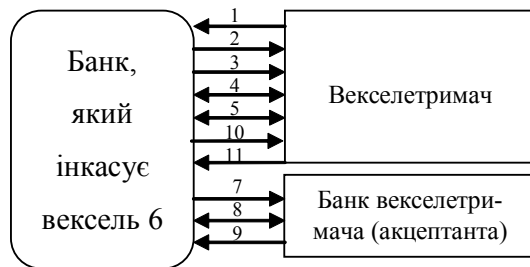 Банк,
який
інкасує
вексель 6
1
2
3
4
5
10
11
7
8
9
Векселетримач
Банк векселетри-
мача (акцептанта)